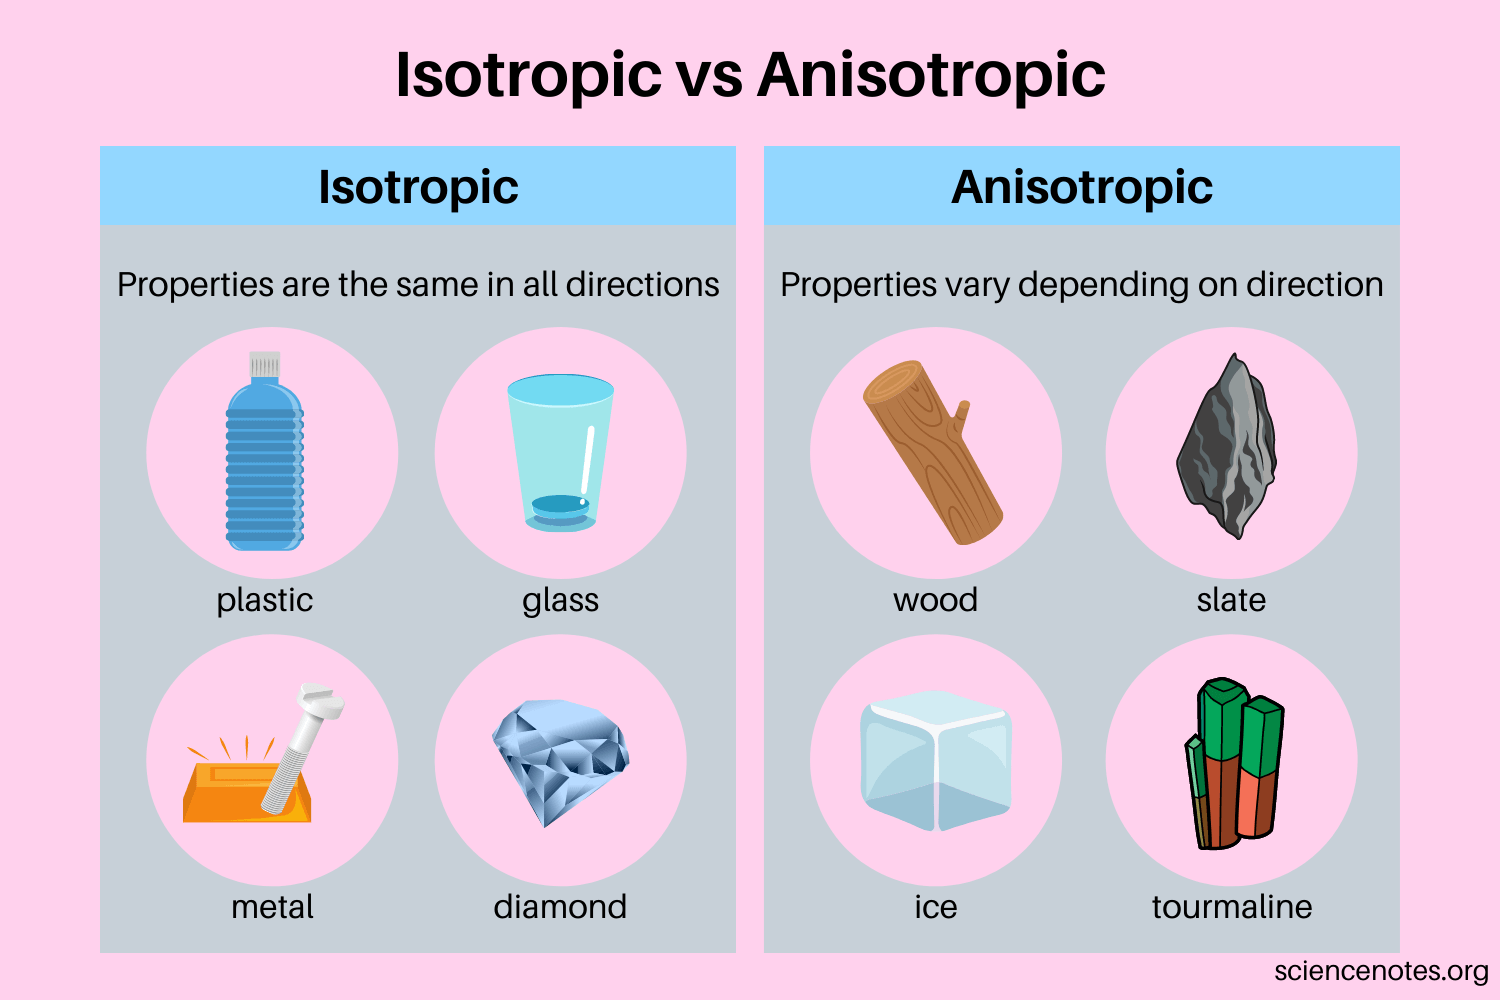 Isotropic vs Anisotropic
Isotropic
Properties are the same in all directions
plastic
glass
metal
diamond
Anisotropic
Properties vary depending on direction
wood
slate
ice
tourmaline
sciencenotes.org